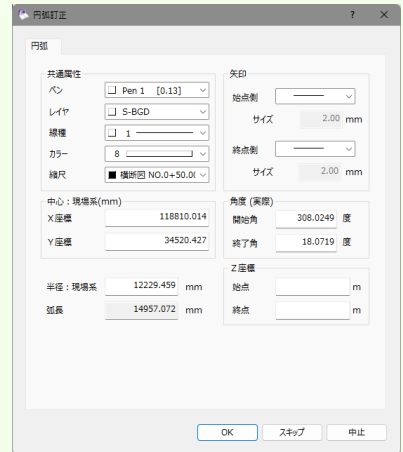 円弧訂正 ? ×
円弧
共通属性
ペン Pen 1 [0.13]
レイヤ S-BGD
線種 1
カラー 8
縮尺 横断図 NO.0+50.0(
矢印
始点側
サイズ 2.00 mm
終点側
サイズ 2.00 mm
中心：現場系(mm)
X座標 118810.014
Y座標 34520.427
角度 (実際)
開始角 308.0249 度
終了角 18.0719 度
半径：現場系 12229.459 mm
弧長 14957.072 mm
Z座標
始点 m
終点 m
OK スキップ 中止